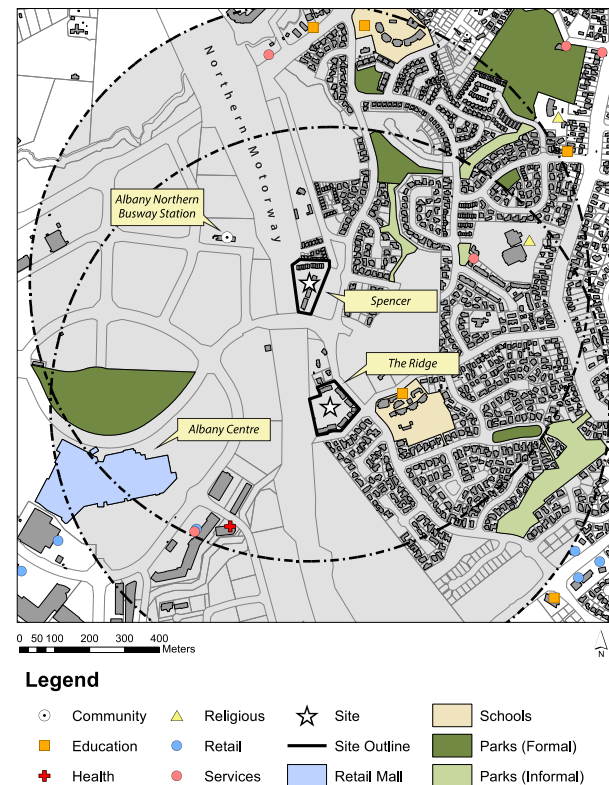 Northern Motorway
Albany Northern
Busway Station
Spencer
The Ridge
Albany Centre
0 50 100 200 300 400
Meters
N
Legend
Community
Religious
Site
Schools
Education
Retail
Site Outline
Parks (Formal)
Health
Services
Retail Mall
Parks (Informal)